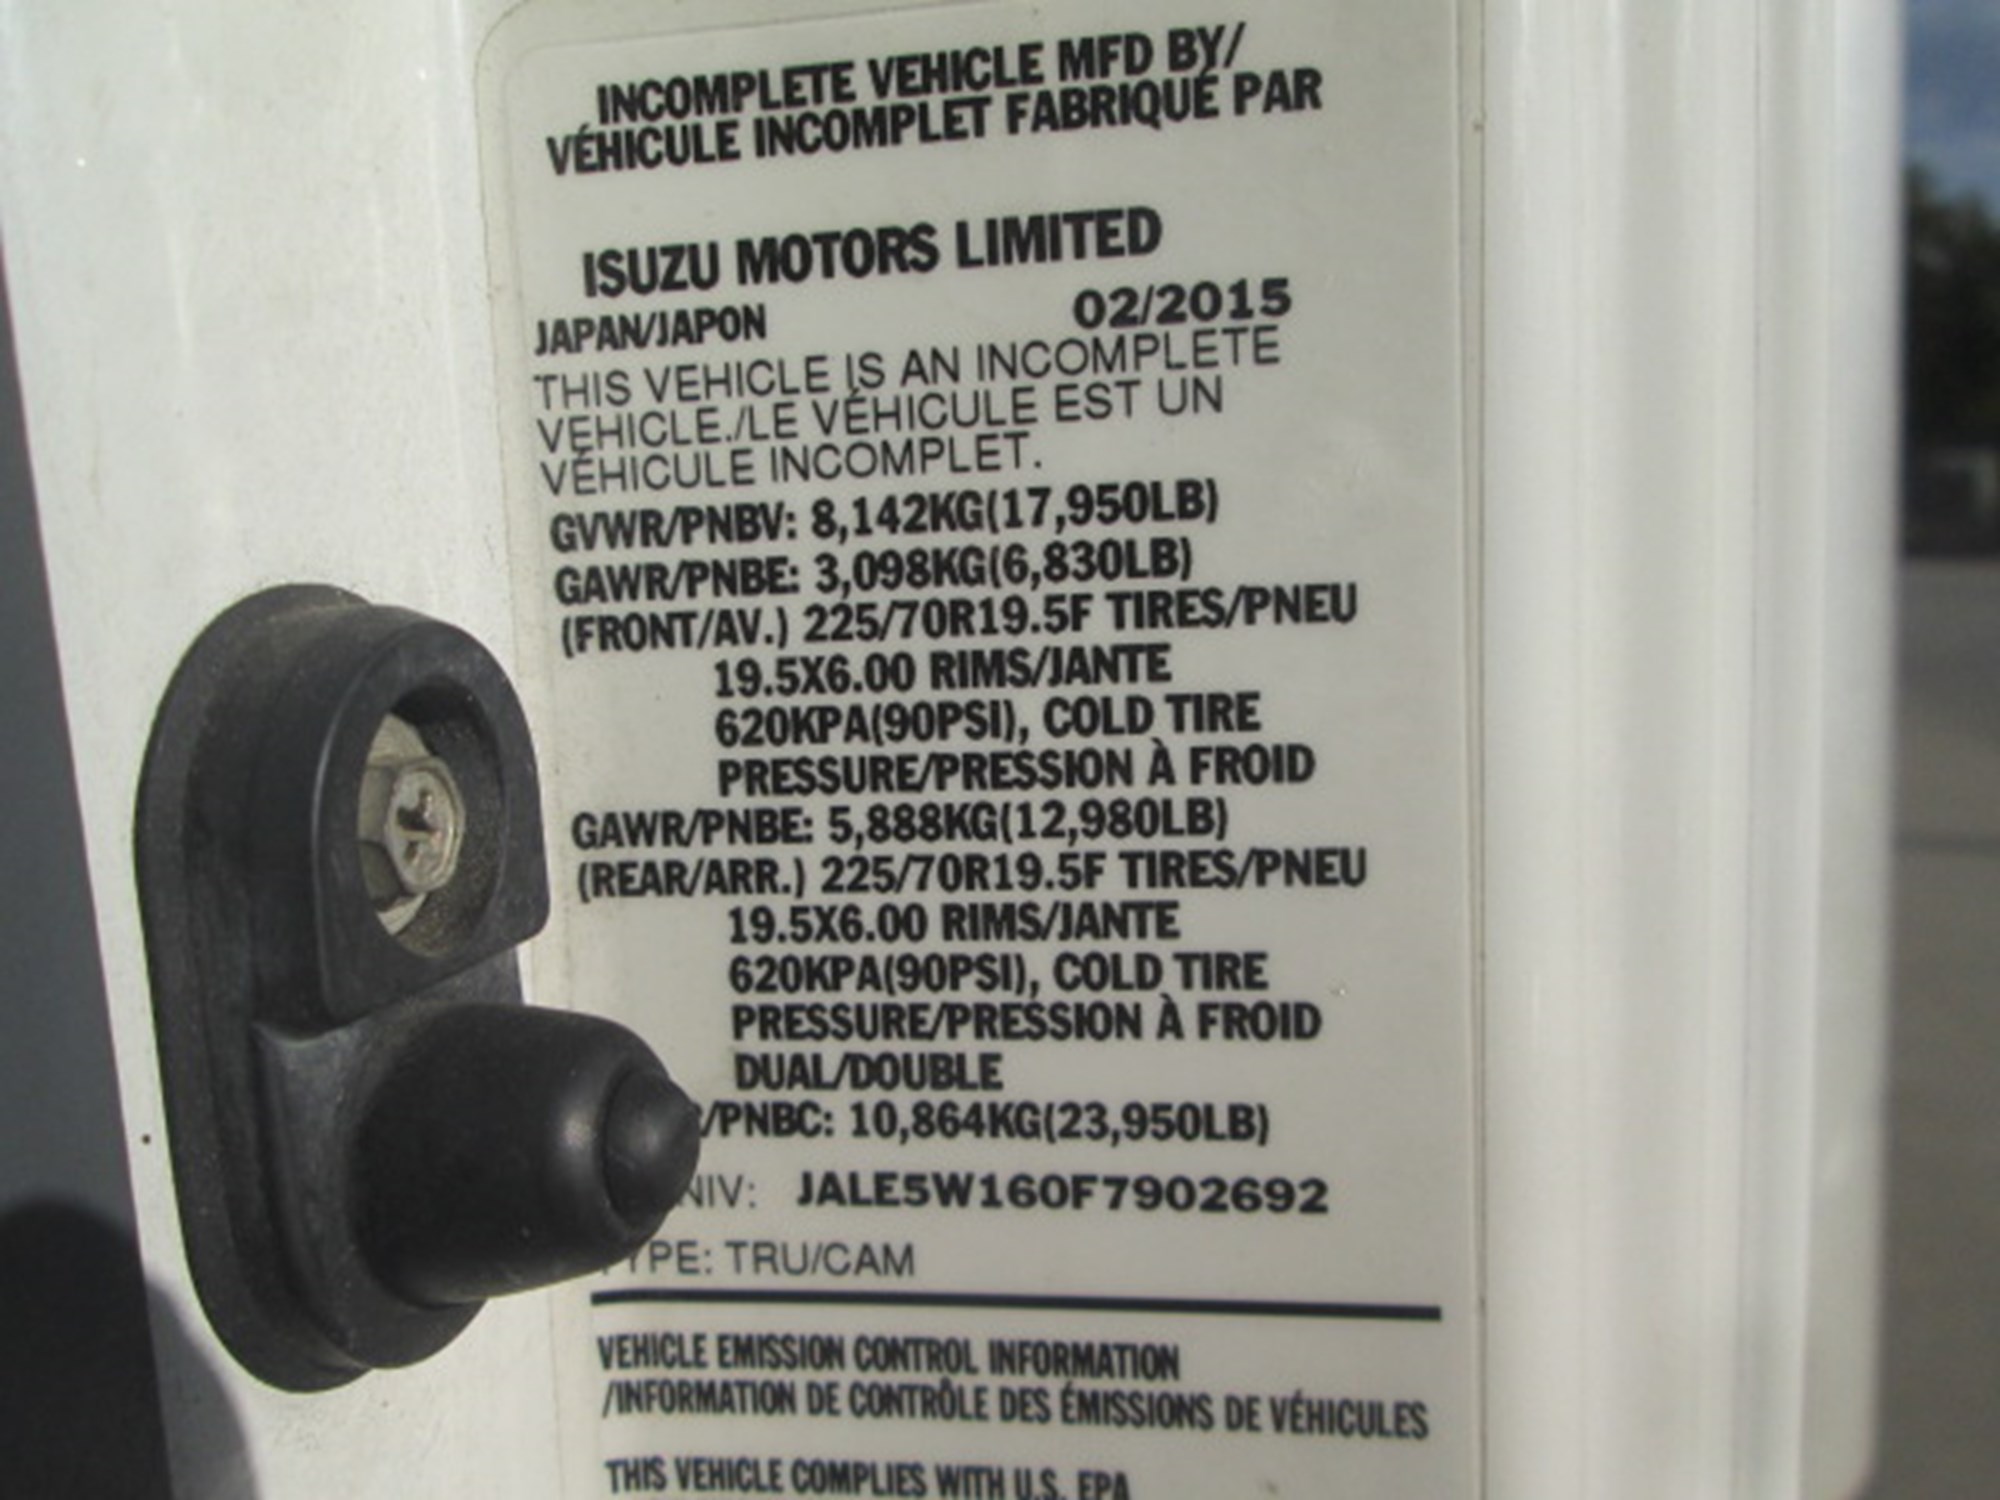 INCOMPLETE VEHICLE MFD BY/
VÉHICULE INCOMPLET FABRIQUÉ PAR
ISUZU MOTORS LIMITED
JAPAN/JAPON 02/2015
THIS VEHICLE IS AN INCOMPLETE
VEHICLE./LE VÉHICULE EST UN
VÉHICULE INCOMPLET.
GVWR/PNBV: 8,142KG(17,950LB)
GAWR/PNBE: 3,098KG(6,830LB)
(FRONT/AV.) 225/70R19.5F TIRES/PNEU
19.5X6.00 RIMS/JANTE
620KPA(90PSI), COLD TIRE
PRESSURE/PRESSION À FROID
GAWR/PNBE: 5,888KG(12,980LB)
(REAR/ARR.) 225/70R19.5F TIRES/PNEU
19.5X6.00 RIMS/JANTE
620KPA(90PSI), COLD TIRE
PRESSURE/PRESSION À FROID
DUAL/DOUBLE
/PNBC: 10,864KG(23,950LB)
NIV: JALE5W160F7902692
YPE: TRU/CAM
VEHICLE EMISSION CONTROL INFORMATION
/INFORMATION DE CONTRÔLE DES ÉMISSIONS DE VÉHICULES
THIS VEHICLE COMPLIES WITH U.S. EPA